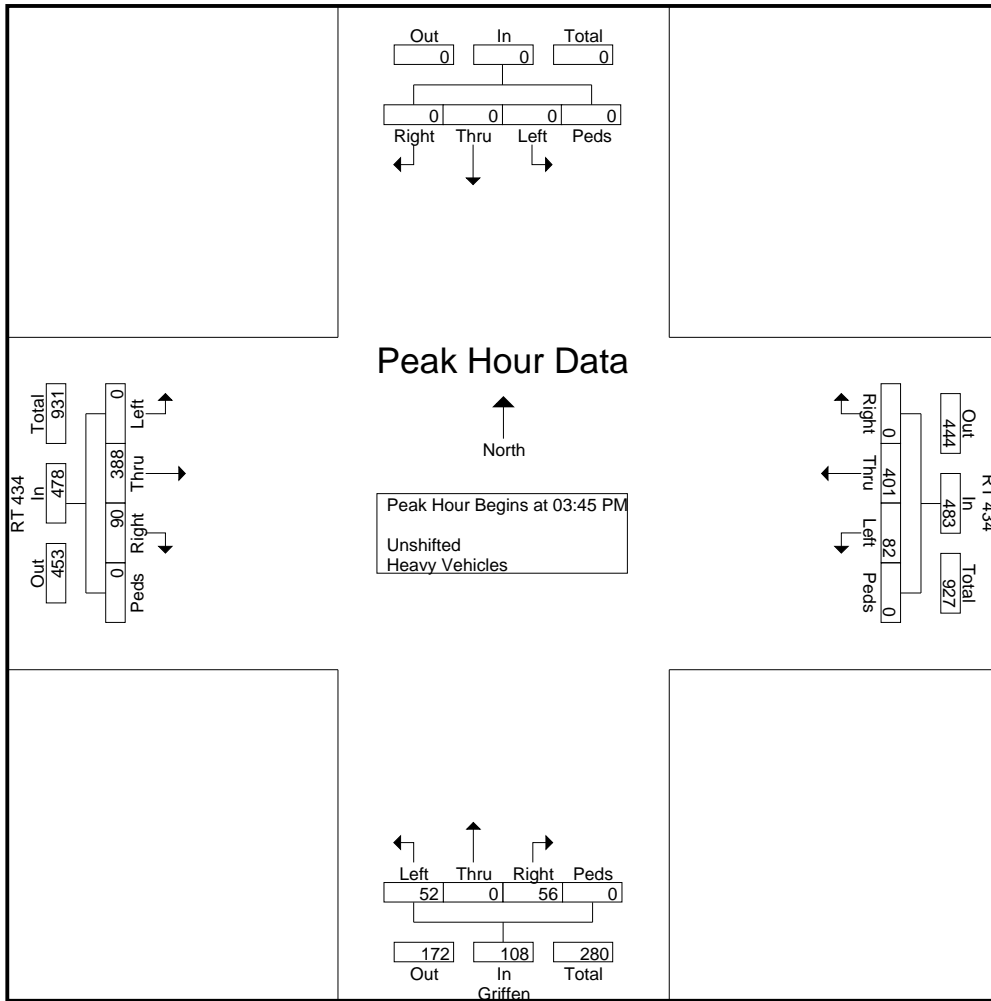 Out In Total
0 0 0
0 0 0 0
Right Thru Left Peds
Peak Hour Data
North
Peak Hour Begins at 03:45 PM
Unshifted
Heavy Vehicles
RT 434
Out In Total
453 478 931
0 388 90 0
Left Thru Right Peds
RT 434
Out In Total
444 483 927
0 401 82 0
Right Thru Left Peds
Left Thru Right Peds
52 0 56 0
172 108 280
Out In Total
Griffen